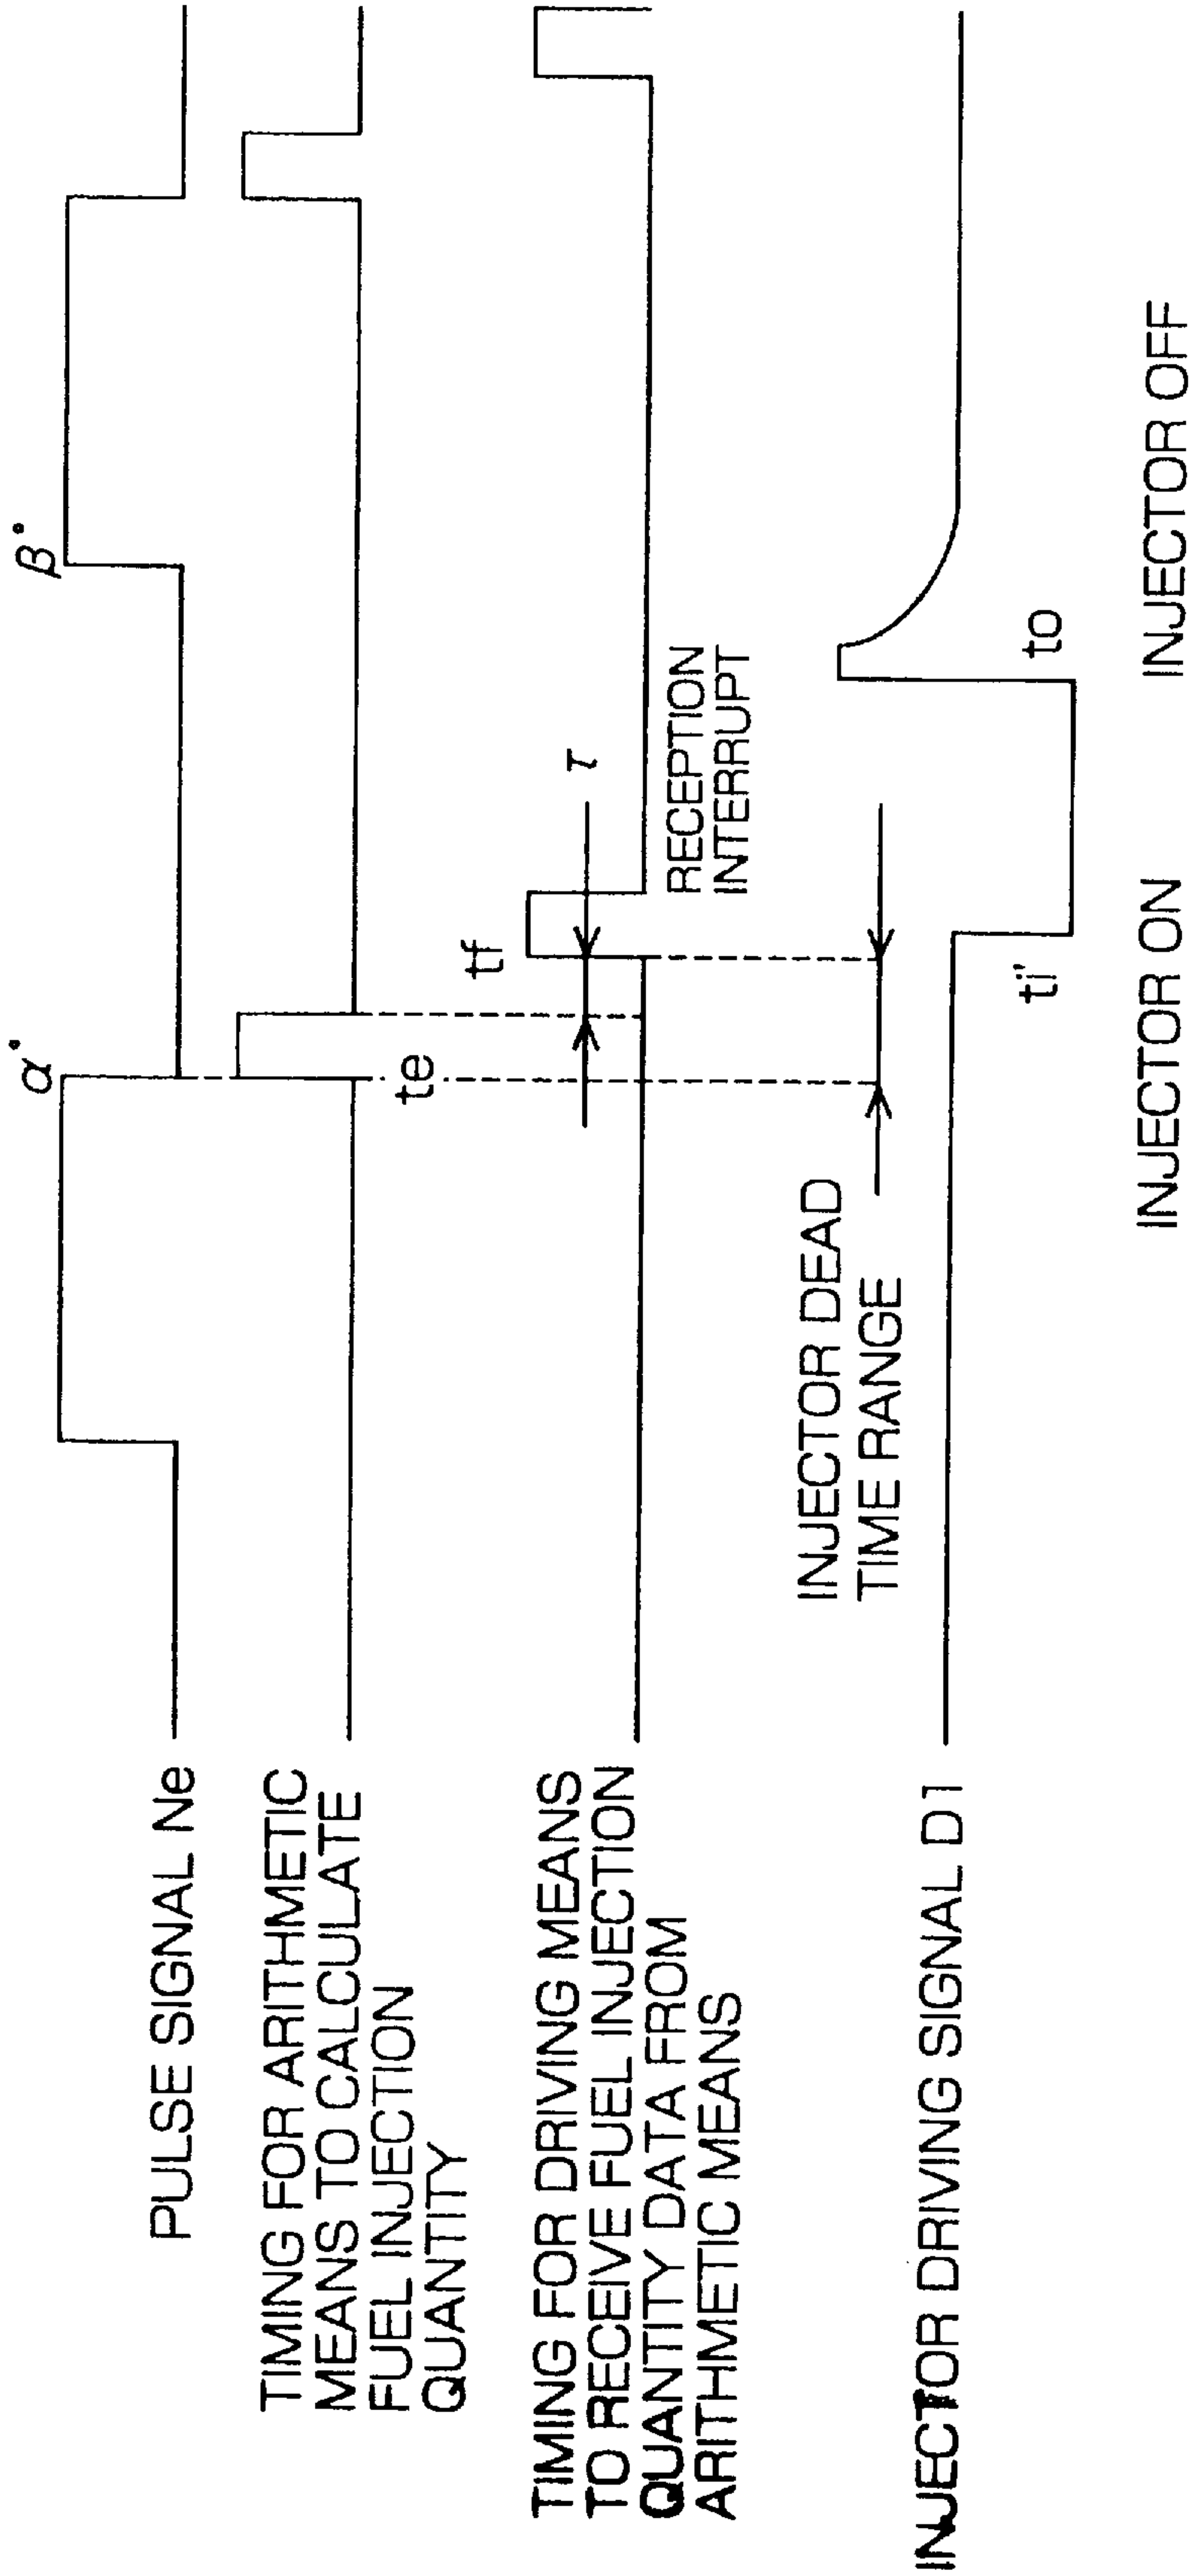 α°
β°
PULSE SIGNAL Ne
TIMING FOR ARITHMETIC
MEANS TO CALCULATE
FUEL INJECTION
QUANTITY
te
tf
τ
TIMING FOR DRIVING MEANS
TO RECEIVE FUEL INJECTION
QUANTITY DATA FROM
ARITHMETIC MEANS
RECEPTION
INTERRUPT
INJECTOR DEAD
TIME RANGE
INJECTOR DRIVING SIGNAL D1
ti'
to
INJECTOR ON
INJECTOR OFF